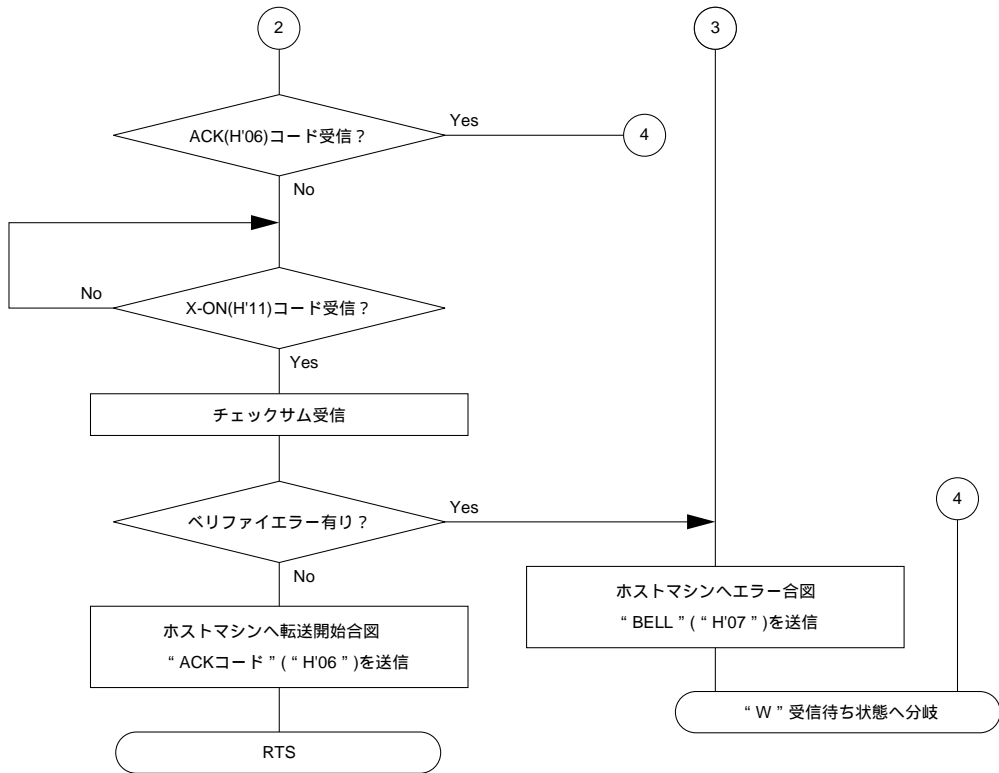 2
3
ACK(H'06)コード受信？
Yes
4
No
No
X-ON(H'11)コード受信？
Yes
チェックサム受信
ベリファイエラー有り？
Yes
4
No
ホストマシンへ転送開始合図
“ ACKコード ” ( “ H'06 ” )を送信
ホストマシンへエラー合図
“ BELL ” ( “ H'07 ” )を送信
“ W ” 受信待ち状態へ分岐
RTS